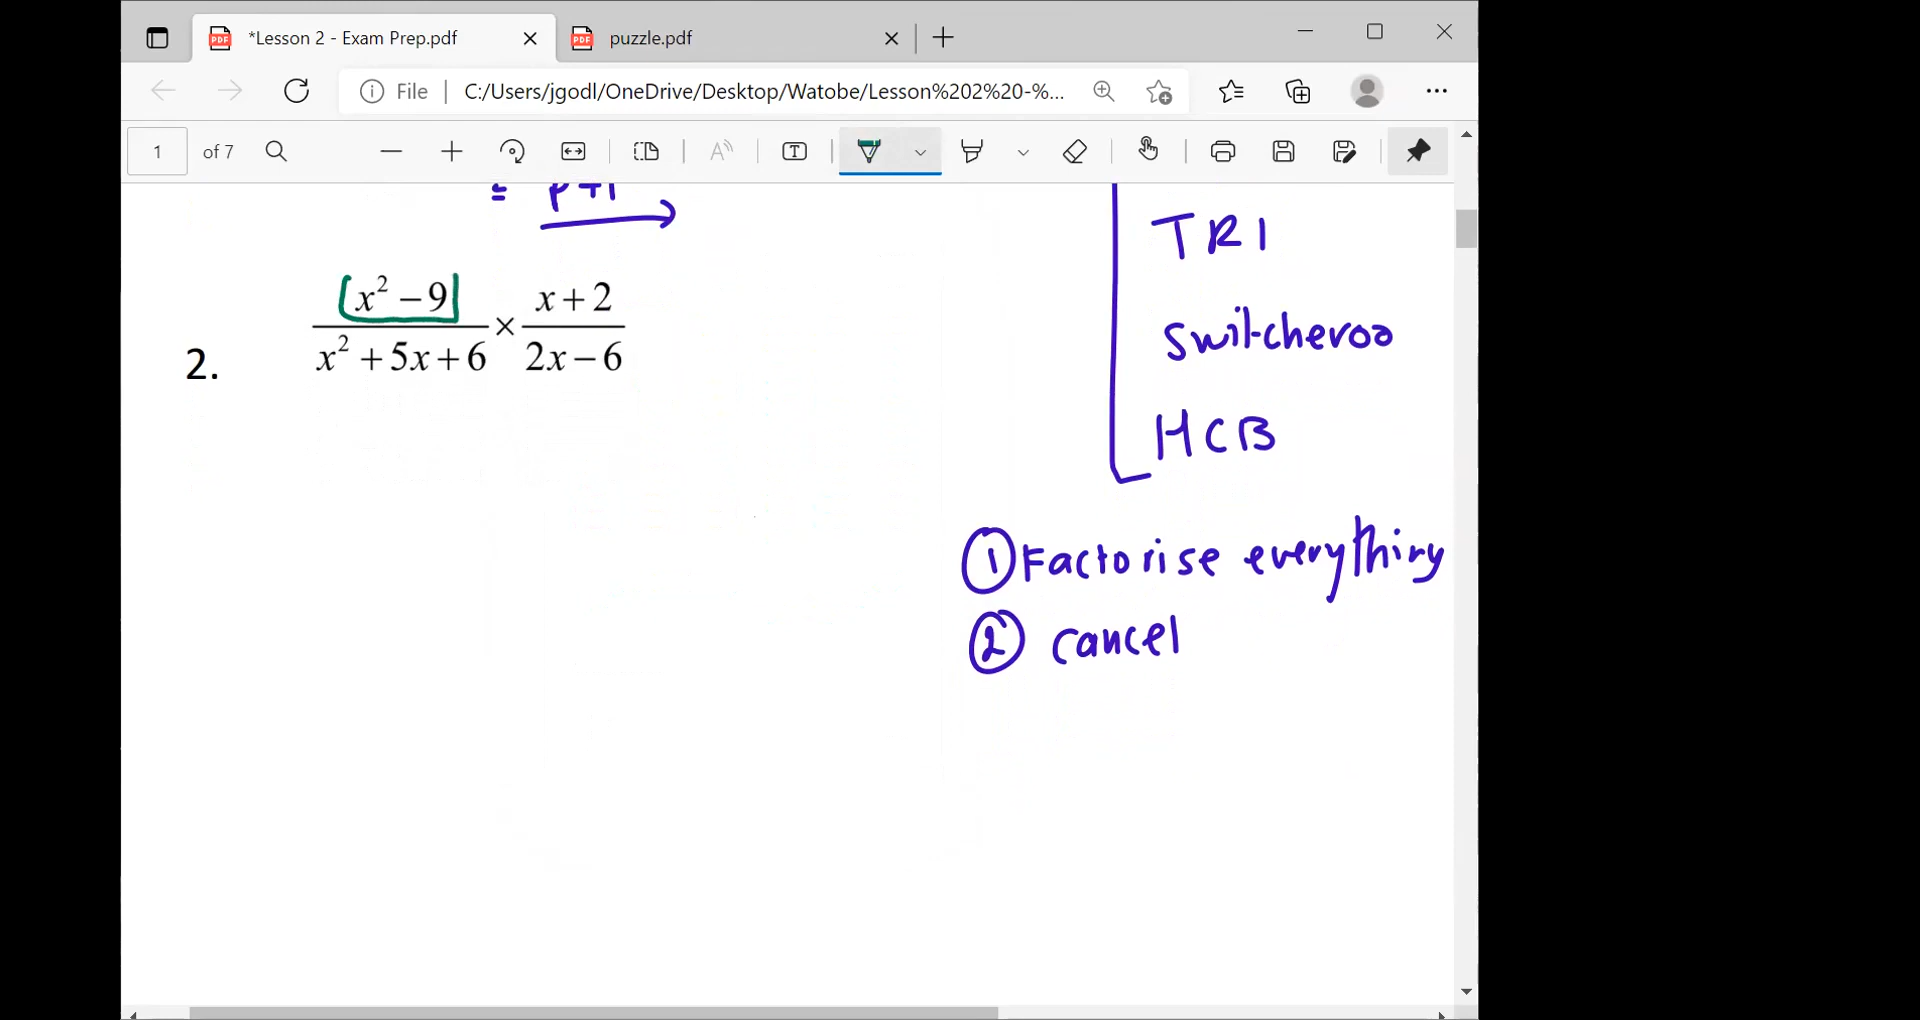 *Lesson 2 - Exam Prep.pdf
puzzle.pdf
File C:/Users/jgodl/OneDrive/Desktop/Watobe/Lesson%202%20-%...
1 of 7
= p+1
TRI
switcheroo
HCB
2. (x² − 9)/(x² + 5x + 6) × (x + 2)/(2x − 6)
① Factorise everything
② cancel